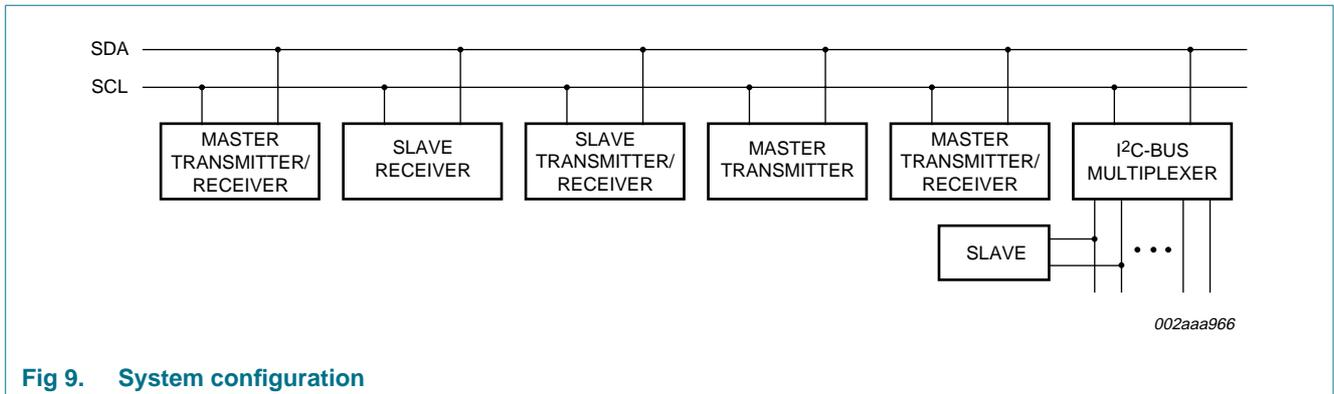 SDA
SCL
MASTER
TRANSMITTER/
RECEIVER
SLAVE
RECEIVER
SLAVE
TRANSMITTER/
RECEIVER
MASTER
TRANSMITTER
MASTER
TRANSMITTER/
RECEIVER
I²C-BUS
MULTIPLEXER
SLAVE
002aaa966
Fig 9. System configuration